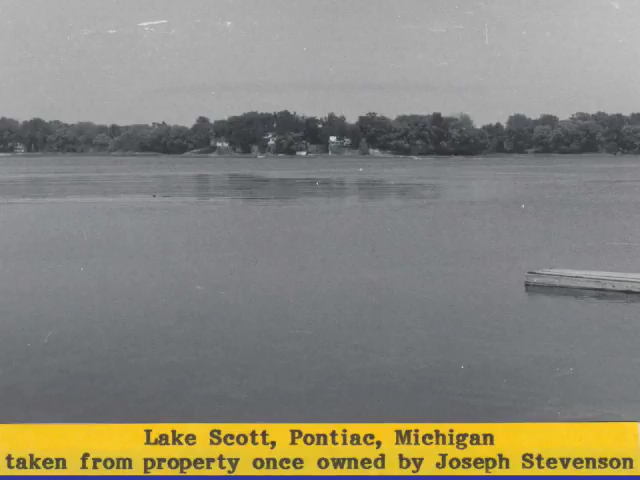 Lake Scott, Pontiac, Michigan
taken from property once owned by Joseph Stevenson